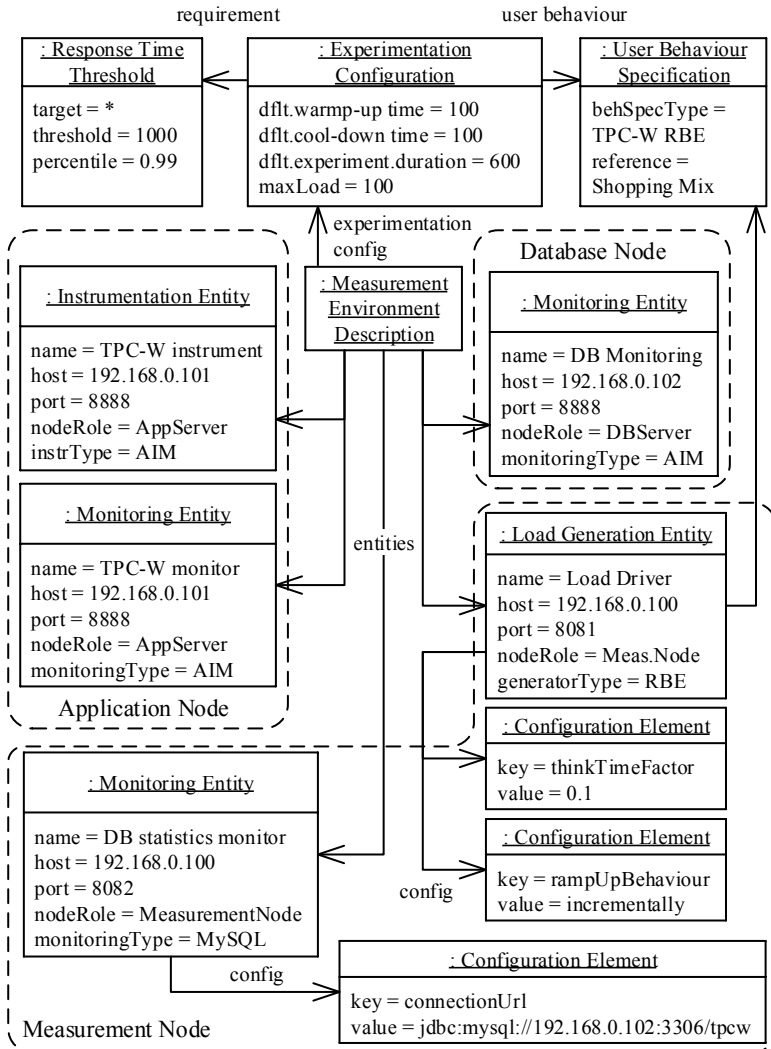 requirement
user behaviour
: Response Time
Threshold
target = *
threshold = 1000
percentile = 0.99
: Experimentation
Configuration
dflt.warmp-up time = 100
dflt.cool-down time = 100
dflt.experiment.duration = 600
maxLoad = 100
: User Behaviour
Specification
behSpecType =
TPC-W RBE
reference =
Shopping Mix
experimentation
config
: Measurement
Environment
Description
: Instrumentation Entity
name = TPC-W instrument
host = 192.168.0.101
port = 8888
nodeRole = AppServer
instrType = AIM
: Monitoring Entity
name = TPC-W monitor
host = 192.168.0.101
port = 8888
nodeRole = AppServer
monitoringType = AIM
Application Node
Database Node
: Monitoring Entity
name = DB Monitoring
host = 192.168.0.102
port = 8888
nodeRole = DBServer
monitoringType = AIM
entities
: Load Generation Entity
name = Load Driver
host = 192.168.0.100
port = 8081
nodeRole = Meas.Node
generatorType = RBE
: Configuration Element
key = thinkTimeFactor
value = 0.1
: Configuration Element
key = rampUpBehaviour
value = incrementally
config
: Monitoring Entity
name = DB statistics monitor
host = 192.168.0.100
port = 8082
nodeRole = MeasurementNode
monitoringType = MySQL
config
: Configuration Element
key = connectionUrl
value = jdbc:mysql://192.168.0.102:3306/tpcw
Measurement Node